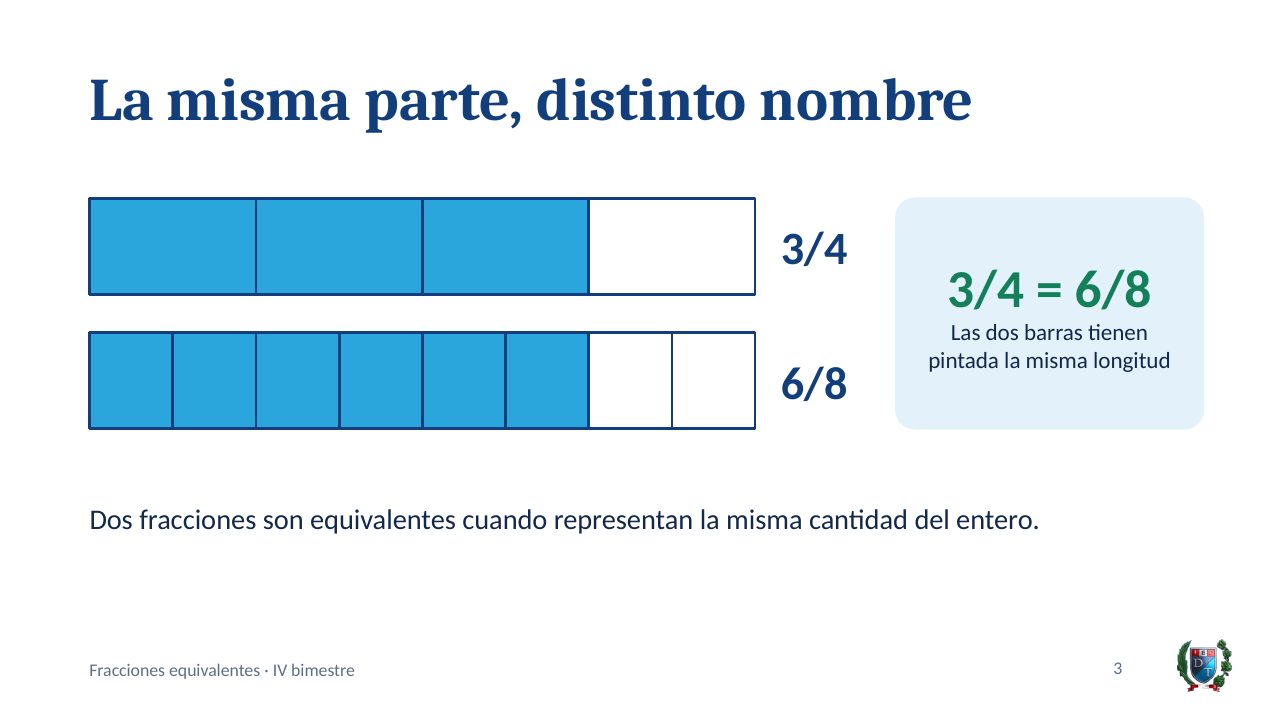 La misma parte, distinto nombre
3/4
6/8
3/4 = 6/8
Las dos barras tienen
pintada la misma longitud
Dos fracciones son equivalentes cuando representan la misma cantidad del entero.
Fracciones equivalentes · IV bimestre
3
D
T